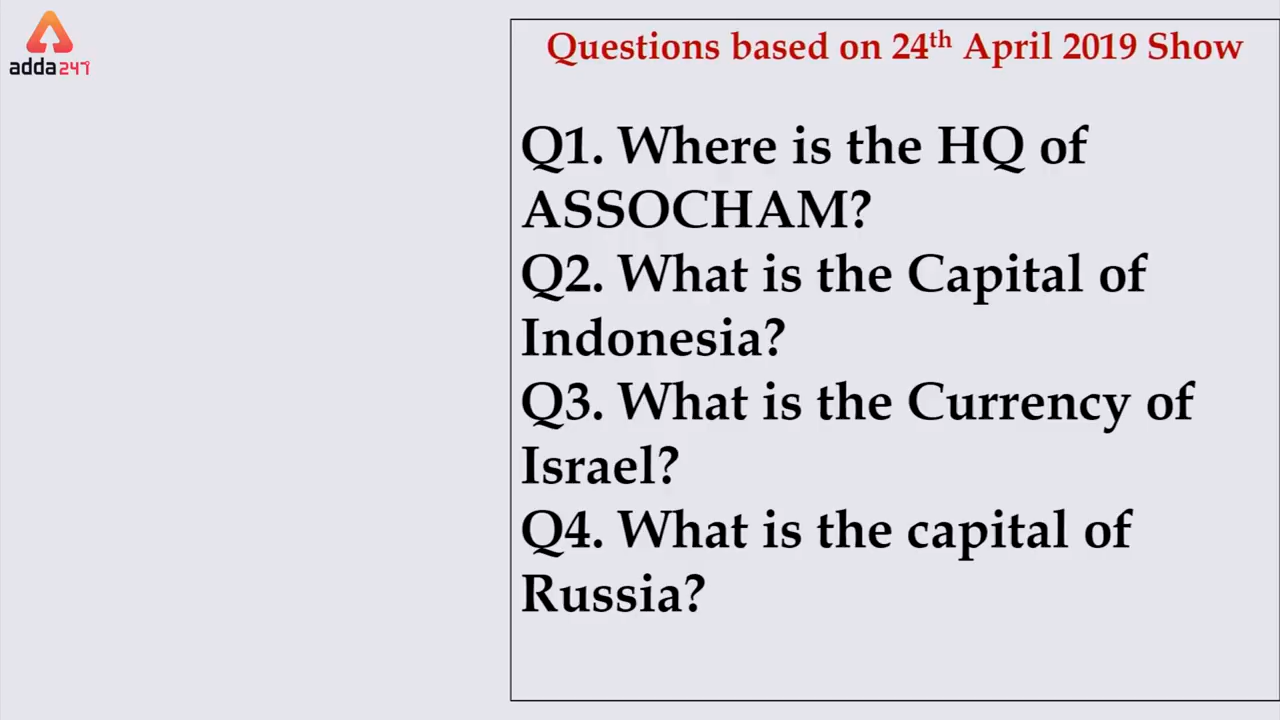 adda247
Questions based on 24th April 2019 Show
Q1. Where is the HQ of
ASSOCHAM?
Q2. What is the Capital of
Indonesia?
Q3. What is the Currency of
Israel?
Q4. What is the capital of
Russia?